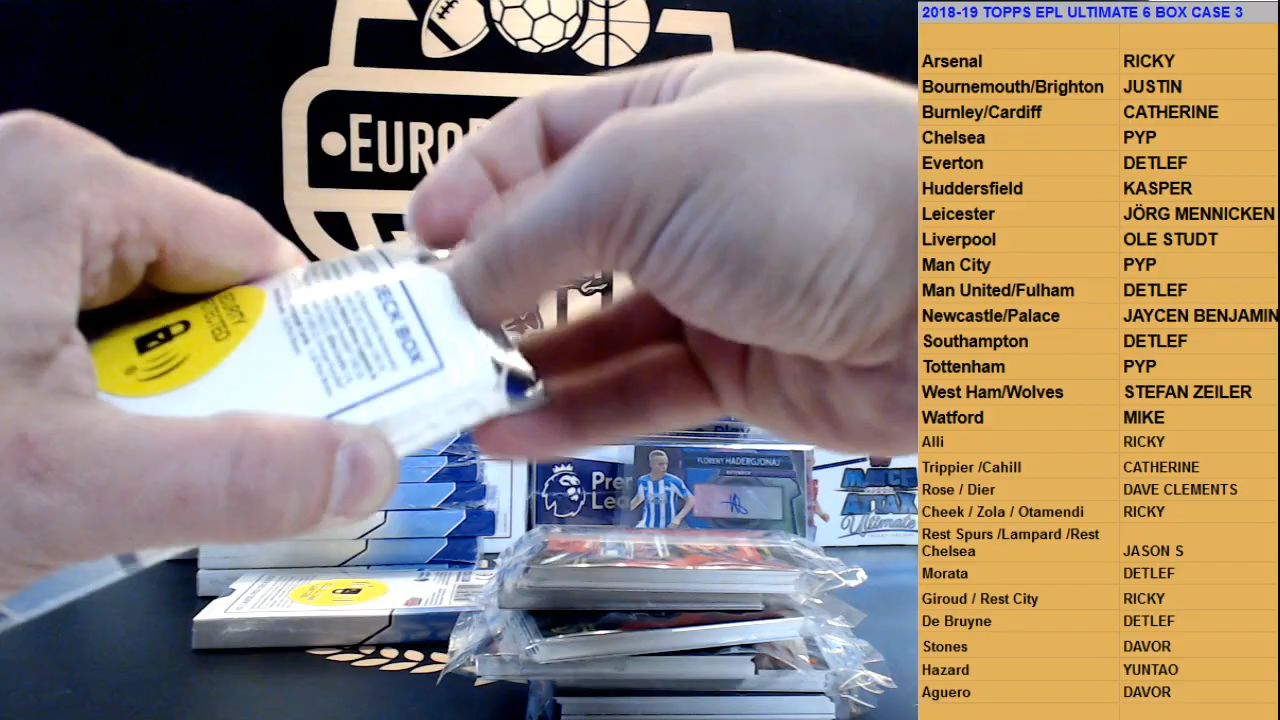 2018-19 TOPPS EPL ULTIMATE 6 BOX CASE 3
Arsenal RICKY
Bournemouth/Brighton JUSTIN
Burnley/Cardiff CATHERINE
Chelsea PYP
Everton DETLEF
Huddersfield KASPER
Leicester JÖRG MENNICKEN
Liverpool OLE STUDT
Man City PYP
Man United/Fulham DETLEF
Newcastle/Palace JAYCEN BENJAMIN
Southampton DETLEF
Tottenham PYP
West Ham/Wolves STEFAN ZEILER
Watford MIKE
Alli RICKY
Trippier /Cahill CATHERINE
Rose / Dier DAVE CLEMENTS
Cheek / Zola / Otamendi RICKY
Rest Spurs /Lampard /Rest
Chelsea JASON S
Morata DETLEF
Giroud / Rest City RICKY
De Bruyne DETLEF
Stones DAVOR
Hazard YUNTAO
Aguero DAVOR
EURO
DECK BOX
SECURITY
PROTECTED
FLORENT HADERGJONAJ
Pre
Lea
MATCH
ATTAX
Ultimate